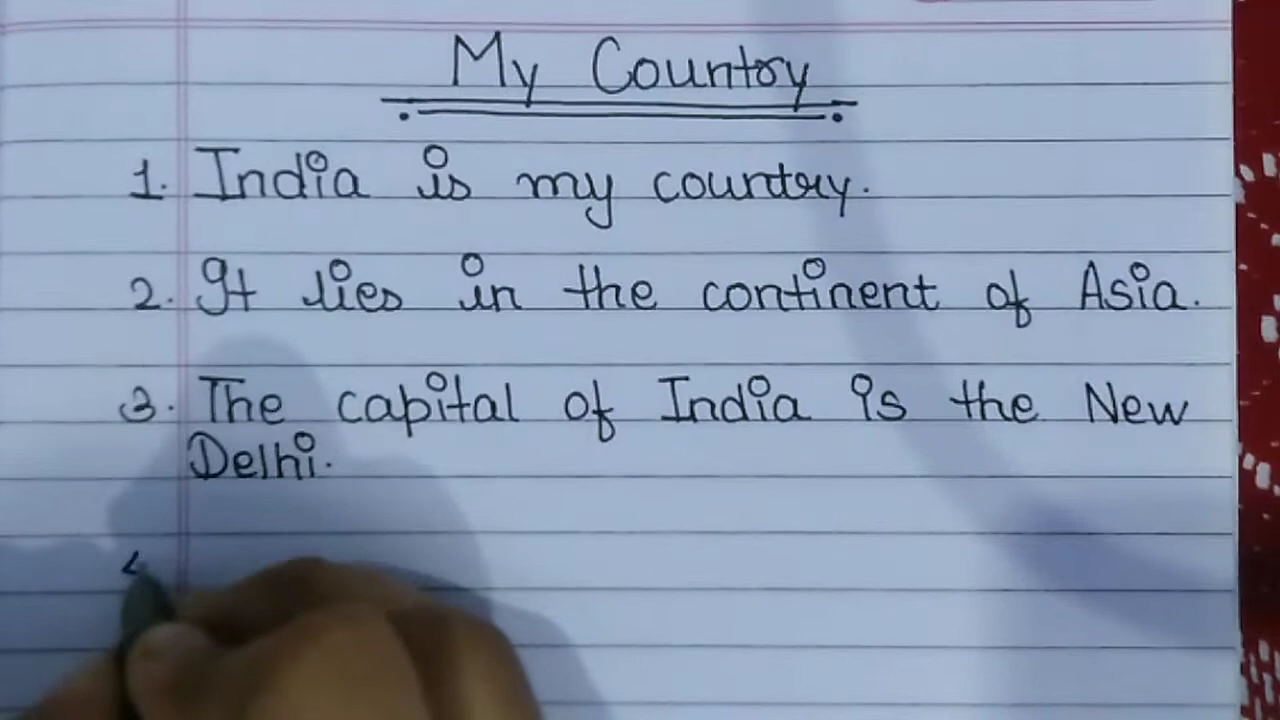 My Country
1. India is my country.
2. It lies in the continent of Asia.
3. The capital of India is the New
Delhi.